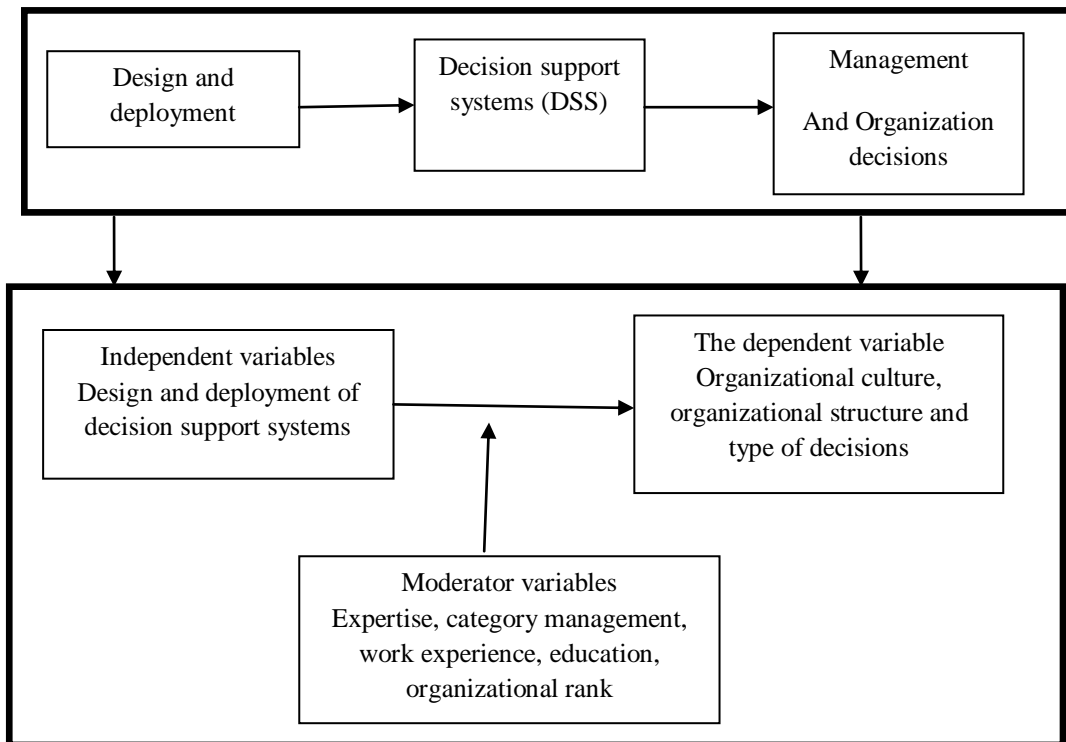 Design and
deployment
Decision support
systems (DSS)
Management
And Organization
decisions
Independent variables
Design and deployment of
decision support systems
The dependent variable
Organizational culture,
organizational structure and
type of decisions
Moderator variables
Expertise, category management,
work experience, education,
organizational rank